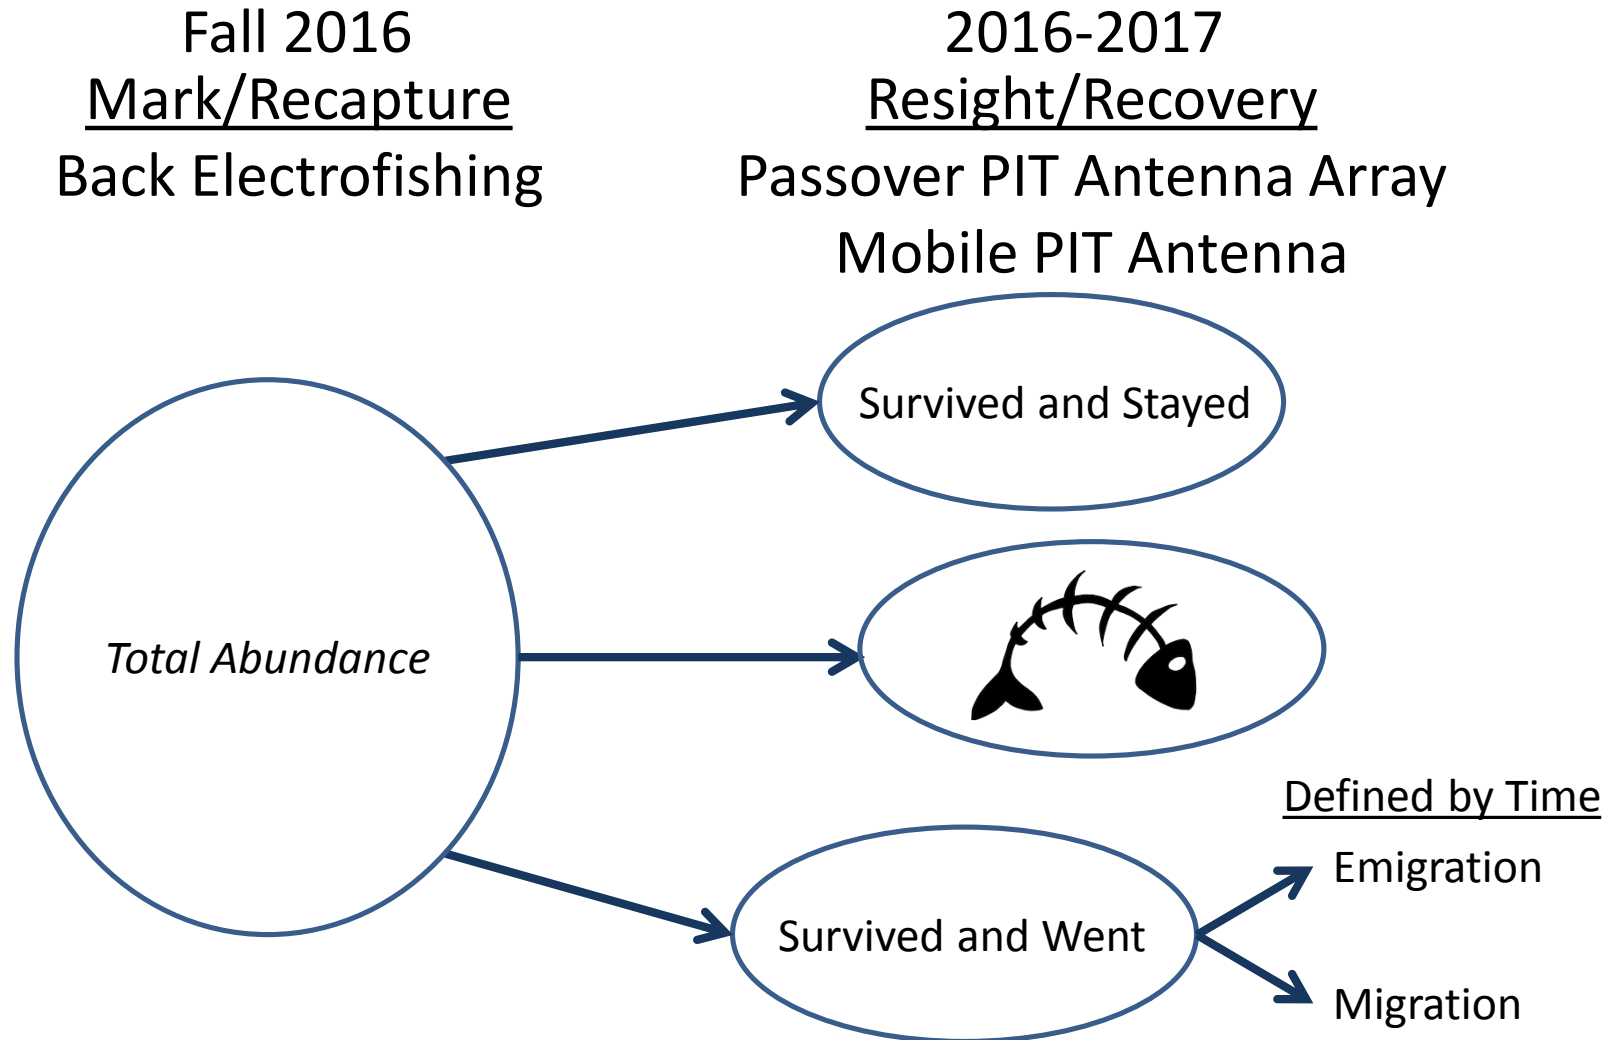 Fall 2016
Mark/Recapture
Back Electrofishing
2016-2017
Resight/Recovery
Passover PIT Antenna Array
Mobile PIT Antenna
Total Abundance
Survived and Stayed
Survived and Went
Defined by Time
Emigration
Migration